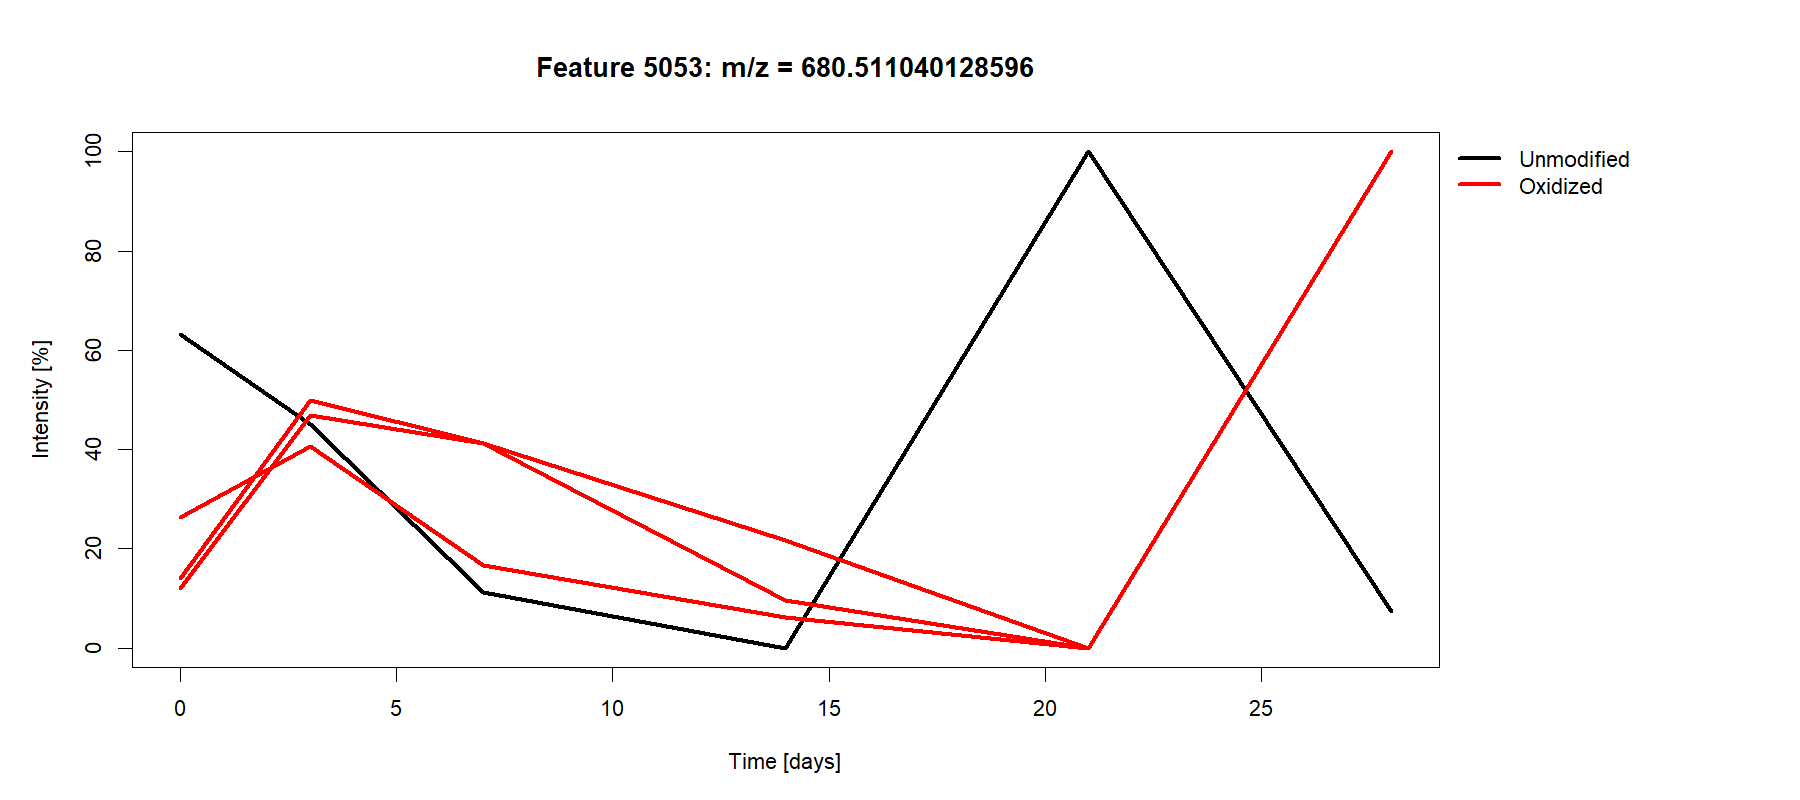 Feature 5053: m/z = 680.511040128596
Unmodified
Oxidized
Intensity [%]
100
80
60
40
20
0
0 5 10 15 20 25
Time [days]